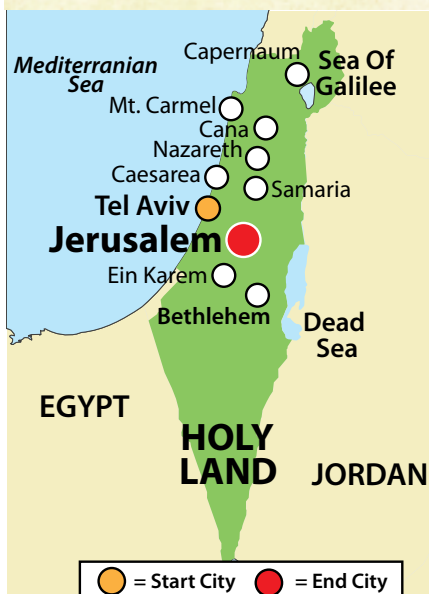 Capernaum
Mediterranian
Sea
Sea Of
Galilee
Mt. Carmel
Cana
Nazareth
Caesarea
Samaria
Tel Aviv
Jerusalem
Ein Karem
Bethlehem
Dead
Sea
EGYPT
HOLY
LAND
JORDAN
= Start City = End City